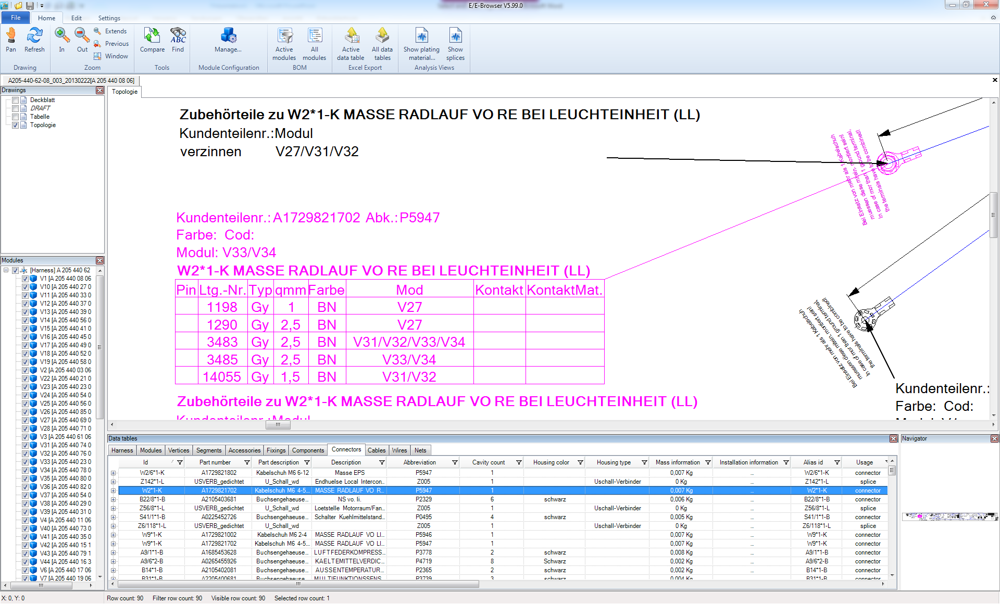 E/E-Browser V5.99.0
File Home Edit Settings
Pan Refresh In Out Extends Previous Window Compare Find Manage... Active modules All modules Active data table All data tables Show plating material... Show splices
Drawing Zoom Tools Module Configuration BOM Excel Export Analysis Views
A205-440-62-08_003_20130222[A 205 440 08 06]
Drawings
Deckblatt
DRAFT
Tabelle
Topologie
Modules
[Harness] A 205 440 62
V1 [A 205 440 08 06
V10 [A 205 440 27 0
V11 [A 205 440 33 0
V12 [A 205 440 37 0
V13 [A 205 440 39 0
V14 [A 205 440 56 0
V15 [A 205 440 41 0
V16 [A 205 440 45 0
V17 [A 205 440 49 0
V18 [A 205 440 52 0
V19 [A 205 440 58 0
V2 [A 205 440 03 06
V22 [A 205 440 21 0
V23 [A 205 440 23 0
V24 [A 205 440 54 0
V25 [A 205 440 56 0
V26 [A 205 440 85 0
V27 [A 205 440 69 0
V28 [A 205 440 71 0
V3 [A 205 440 61 06
V31 [A 205 440 74 0
V32 [A 205 440 76 0
V33 [A 205 440 23 0
V34 [A 205 440 78 0
V35 [A 205 440 80 0
V36 [A 205 440 82 0
V37 [A 205 440 54 0
V38 [A 205 440 29 0
V39 [A 205 440 31 0
V4 [A 205 440 11 06
V40 [A 205 440 73 0
V41 [A 205 440 35 0
V42 [A 205 440 15 1
V43 [A 205 440 79 1
V44 [A 205 440 16 3
V6 [A 205 440 17 06
V7 [A 205 440 19 06
Topologie
Zubehörteile zu W2*1-K MASSE RADLAUF VO RE BEI LEUCHTEINHEIT (LL)
Kundenteilenr.:Modul
verzinnen V27/V31/V32
Kundenteilenr.: A1729821702 Abk.: P5947
Farbe: Cod:
Modul: V33/V34
W2*1-K MASSE RADLAUF VO RE BEI LEUCHTEINHEIT (LL)
Pin Ltg.-Nr. Typ qmm Farbe Mod Kontakt KontaktMat.
1198 Gy 1 BN V27
1290 Gy 2,5 BN V27
3483 Gy 2,5 BN V31/V32/V33/V34
3485 Gy 2,5 BN V33/V34
14055 Gy 1,5 BN V31/V32
Zubehörteile zu W2*1-K MASSE RADLAUF VO RE BEI LEUCHTEINHEIT (LL)
Kundenteilenr.:Modul
Bei Einsatz von mehr als 1 Kabelschuh
muessen diese mitein. montiert sein!
In case of mor than 1 ground terminal,
the terminals have to be combined!
Bei Einsatz von mehr als 1 Kabelschuh
muessen diese mitein. montiert sein!
In case of mor than 1 ground terminal,
the terminals have to be combined!
Kundenteilenr.:
Farbe: Cod:
Data tables
Harness Modules Vertices Segments Accessories Fixings Components Connectors Cables Wires Nets
Id Part number Part description Description Abbreviation Cavity count Housing color Housing type Mass information Installation information Alias id Usage
W2/6*1-K A1729821802 Kabelschuh M6 6-12 Masse EPS P5947 1 0,007 Kg ... W2/6*1-K connector
Z142*1-L USVERB_gedichtet U_Schall_wd Endhuelse Local Intercon... Z005 1 Uschall-Verbinder 0 Kg ... Z142*1-L splice
W2*1-K A1729821702 Kabelschuh M6 4-5... MASSE RADLAUF VO R... P5947 1 0,007 Kg ... W2*1-K connector
B22/8*1-B A2105403681 Buchsengehaeuse... NS vo. li. P2329 6 schwarz 0,006 Kg ... B22/8*1-B connector
Z56/8*1-L USVERB_gedichtet U_Schall_wd Loetstelle Motorraum/Fan... Z005 1 Uschall-Verbinder 0 Kg ... Z56/8*1-L splice
S41/1*1-B A0225452726 Buchsengehaeuse... Schalter Kuehlmittelstand... P0495 4 schwarz 0,005 Kg ... S41/1*1-B connector
Z6/118*1-L USVERB_gedichtet U_Schall_wd Z005 1 Uschall-Verbinder 0 Kg ... Z6/118*1-L splice
W9*1-K A1729821002 Kabelschuh M6 2-4 MASSE RADLAUF VO LI... P5946 1 0,007 Kg ... W9*1-K connector
W9*1-K A1729821702 Kabelschuh M6 4-5... MASSE RADLAUF VO LI... P5947 1 0,007 Kg ... W9*1-K connector
A9/1*1-B A1685453628 Buchsengehaeuse... LUFTFEDERKOMPRESS... P3778 2 schwarz 0,008 Kg ... A9/1*1-B connector
A9/6*2-B A0265455926 Buchsengehaeuse... KAELTEMITTELVERDIC... P4719 8 Schwarz 0,002 Kg ... A9/6*2-B connector
B14*1-B A2105402081 Buchsengehaeuse... AUSSENTEMPERATUR... P2365 2 schwarz 0,002 Kg ... B14*1-B connector
B31*1-B A2205400681 Buchsengehaeuse... MULTIFUNKTIONSSENS... P3739 3 schwarz 0,004 Kg ... B31*1-B connector
Navigator
X: 0, Y: 0 Row count: 90 Filter row count: 90 Visible row count: 90 Selected row count: 1